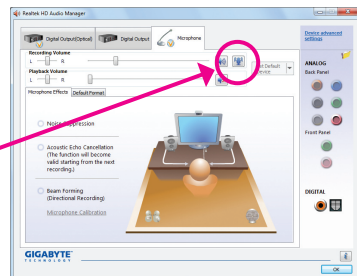 Realtek HD Audio Manager
Digital Output(Optical)
Digital Output
Microphone
Device advanced settings
Recording Volume
L
R
Set Default Device
Playback Volume
L
R
ANALOG
Back Panel
Microphone Effects
Default Format
Noise Suppression
Front Panel
Acoustic Echo Cancellation
(The function will become
valid starting from the next
recording.)
Beam Forming
(Directional Recording)
Microphone Calibration
DIGITAL
GIGABYTE
TECHNOLOGY
OK